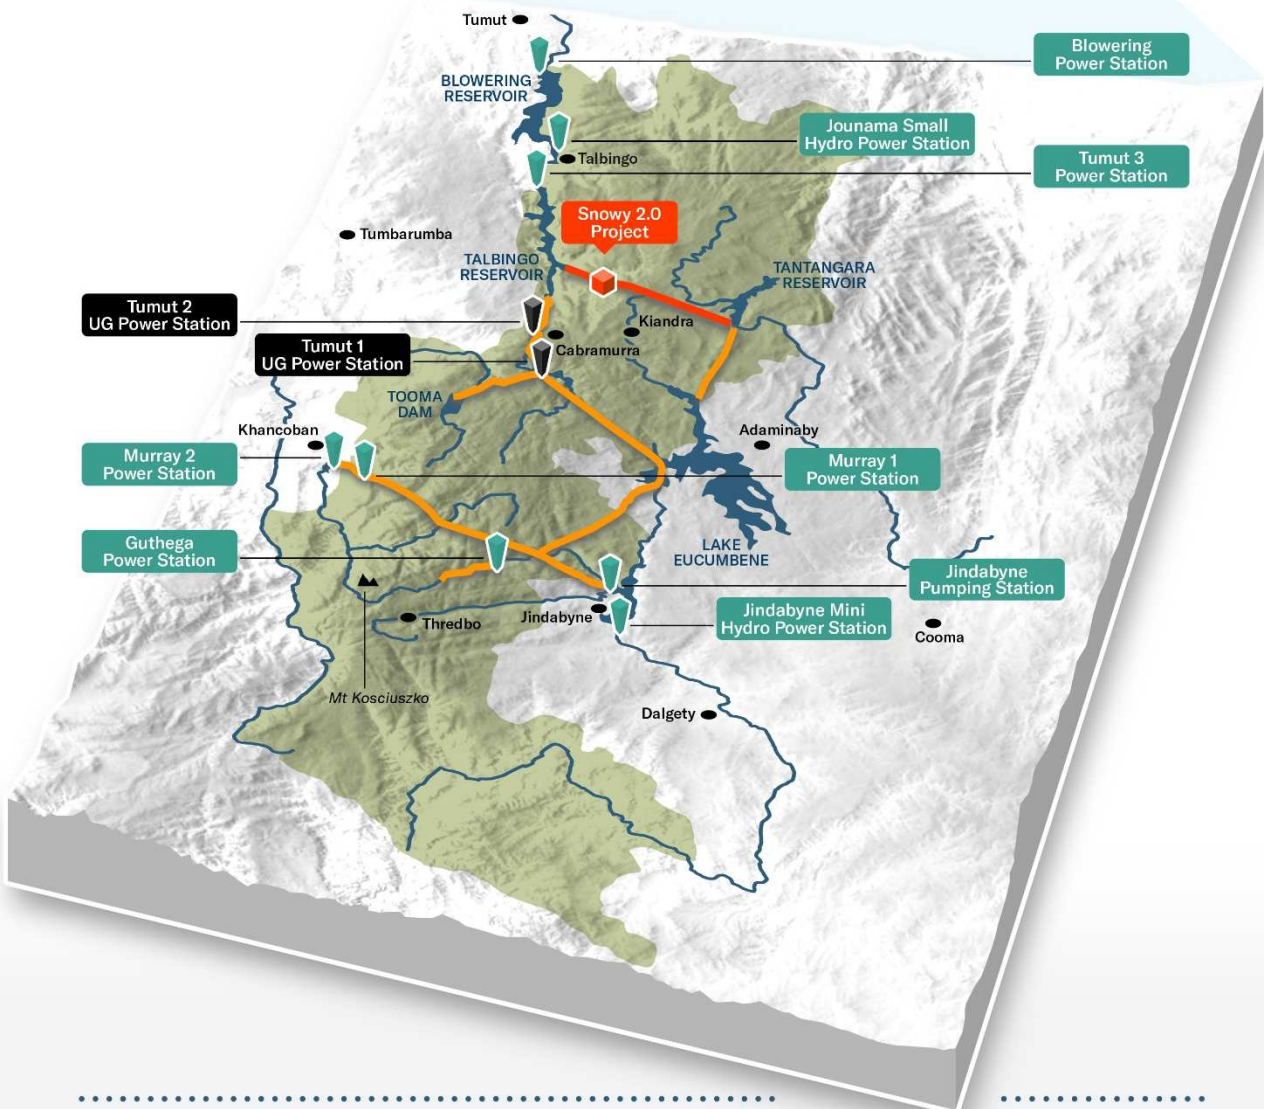 Tumut
Blowering
Power Station
BLOWERING
RESERVOIR
Jounama Small
Hydro Power Station
Talbingo
Tumut 3
Power Station
Snowy 2.0
Project
Tumbarumba
TALBINGO
RESERVOIR
TANTANGARA
RESERVOIR
Tumut 2
UG Power Station
Kiandra
Tumut 1
UG Power Station
Cabramurra
TOOMA
DAM
Khancoban
Adaminaby
Murray 2
Power Station
Murray 1
Power Station
Guthega
Power Station
LAKE
EUCUMBENE
Jindabyne
Pumping Station
Thredbo
Jindabyne
Jindabyne Mini
Hydro Power Station
Cooma
Mt Kosciuszko
Dalgety